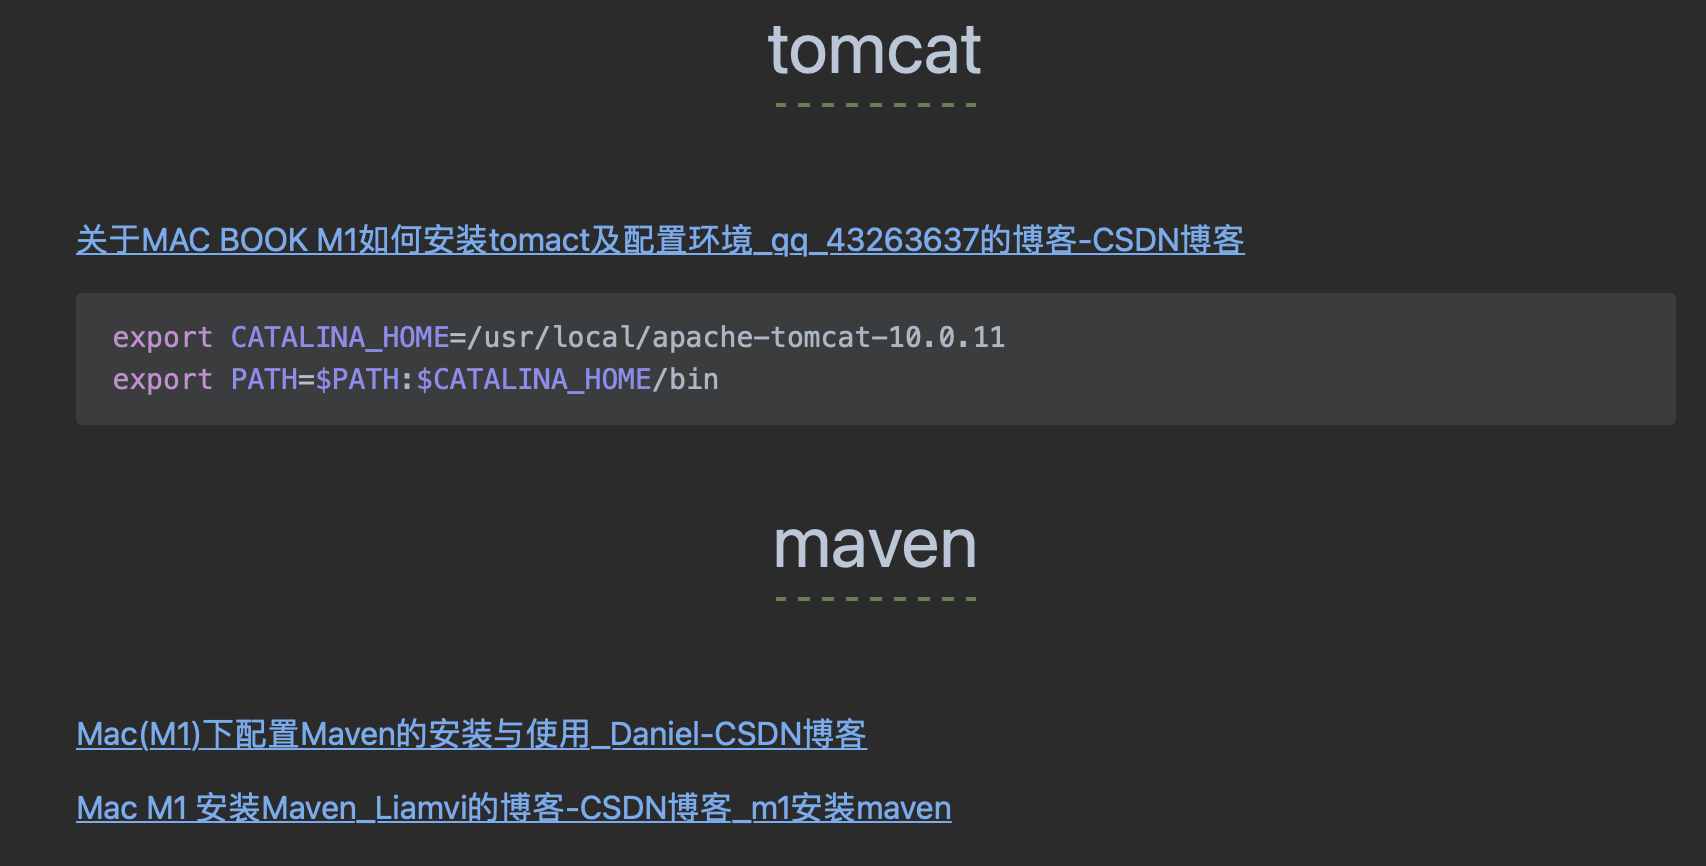 tomcat
关于MAC BOOK M1如何安装tomact及配置环境_qq_43263637的博客-CSDN博客
export CATALINA_HOME=/usr/local/apache-tomcat-10.0.11
export PATH=$PATH:$CATALINA_HOME/bin
maven
Mac(M1)下配置Maven的安装与使用_Daniel-CSDN博客
Mac M1 安装Maven_Liamvi的博客-CSDN博客_m1安装maven